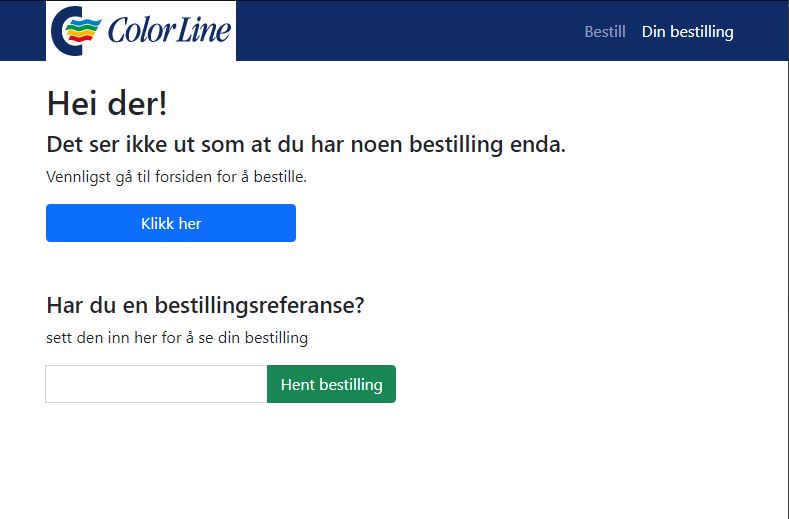 Color Line
Bestill Din bestilling
Hei der!
Det ser ikke ut som at du har noen bestilling enda.
Vennligst gå til forsiden for å bestille.
Klikk her
Har du en bestillingsreferanse?
sett den inn her for å se din bestilling
Hent bestilling